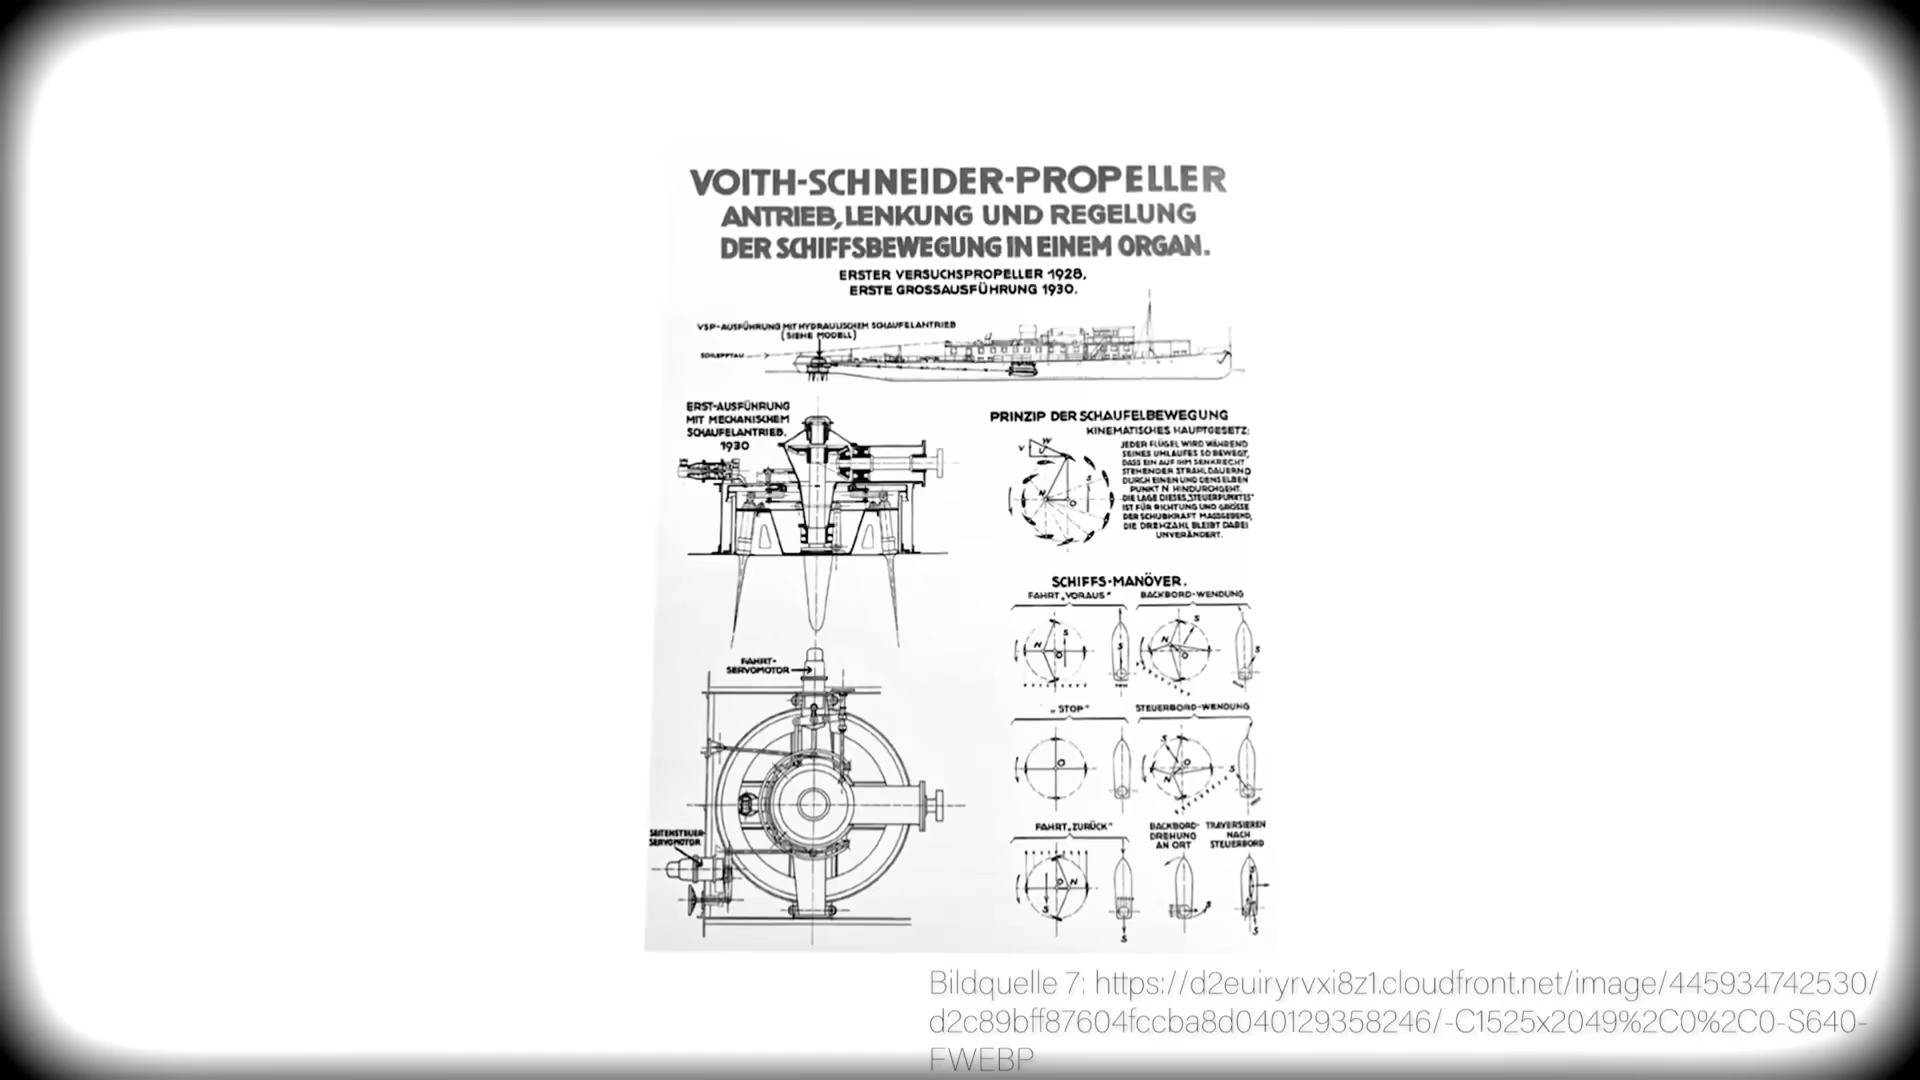 VOITH-SCHNEIDER-PROPELLER
ANTRIEB, LENKUNG UND REGELUNG
DER SCHIFFSBEWEGUNG IN EINEM ORGAN.
ERSTER VERSUCHSPROPELLER 1928,
ERSTE GROSSAUSFÜHRUNG 1930.
VSP-AUSFÜHRUNG MIT HYDRAULISCHEM SCHAUFELANTRIEB
(SIEHE MODELL)
SCHLEPPTAU
ERST-AUSFÜHRUNG
MIT MECHANISCHEM
SCHAUFELANTRIEB.
1930
PRINZIP DER SCHAUFELBEWEGUNG
KINEMATISCHES HAUPTGESETZ:
JEDER FLÜGEL WIRD WÄHREND
SEINES UMLAUFES SO BEWEGT,
DASS EIN AUF IHM SENKRECHT
STEHENDER STRAHL DAUERND
DURCH EINEN UND DENSELBEN
PUNKT N HINDURCHGEHT.
DIE LAGE DIESES „STEUERPUNKTES"
IST FÜR RICHTUNG UND GRÖSSE
DER SCHUBKRAFT MASSGEBEND,
DIE DREHZAHL BLEIBT DABEI
UNVERÄNDERT.
V
W
S
N
O
SCHIFFS-MANÖVER.
FAHRT „VORAUS"
BACKBORD-WENDUNG
N
S
O
S
N
S
O
S
FAHRT-
SERVOMOTOR
„STOP"
STEUERBORD-WENDUNG
O
S
N
O
S
SEITENSTEUER-
SERVOMOTOR
FAHRT „ZURÜCK"
BACKBORD-
DREHUNG
AN ORT
TRAVERSIEREN
NACH
STEUERBORD
O
N
S
S
S
S
S
Bildquelle 7: https://d2euiryrvxi8z1.cloudfront.net/image/445934742530/
d2c89bff87604fccba8d040129358246/-C1525x2049%2C0%2C0-S640-
FWEBP